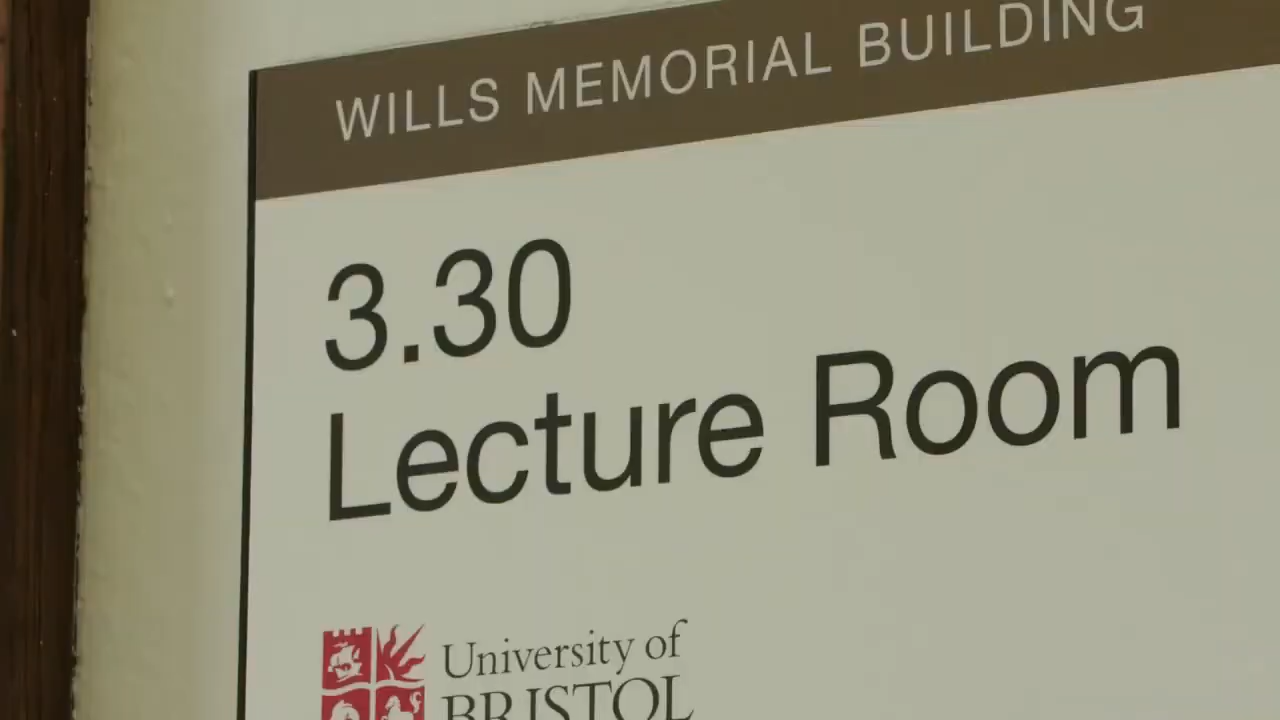 WILLS MEMORIAL BUILDING
3.30
Lecture Room
University of
BRISTOL